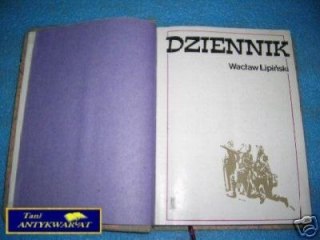 DZIENNIK
Wacław Lipiński
Tani
ANTYKWARIAT